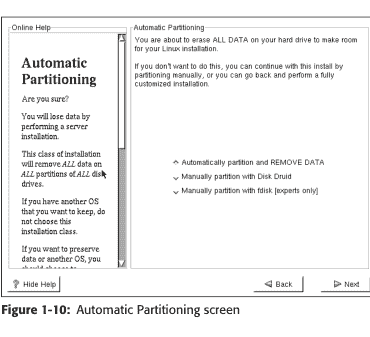 Online Help
Automatic
Partitioning
Are you sure?
You will lose data by
performing a server
installation.
This class of installation
will remove ALL data on
ALL partitions of ALL disk
drives.
If you have another OS
that you want to keep, do
not choose this
installation class.
If you want to preserve
data or another OS, you
should choose to
Automatic Partitioning
You are about to erase ALL DATA on your hard drive to make room
for your Linux installation.
If you don't want to do this, you can continue with this install by
partitioning manually, or you can go back and perform a fully
customized installation.
Automatically partition and REMOVE DATA
Manually partition with Disk Druid
Manually partition with fdisk [experts only]
? Hide Help
Back
Next
Figure 1-10: Automatic Partitioning screen